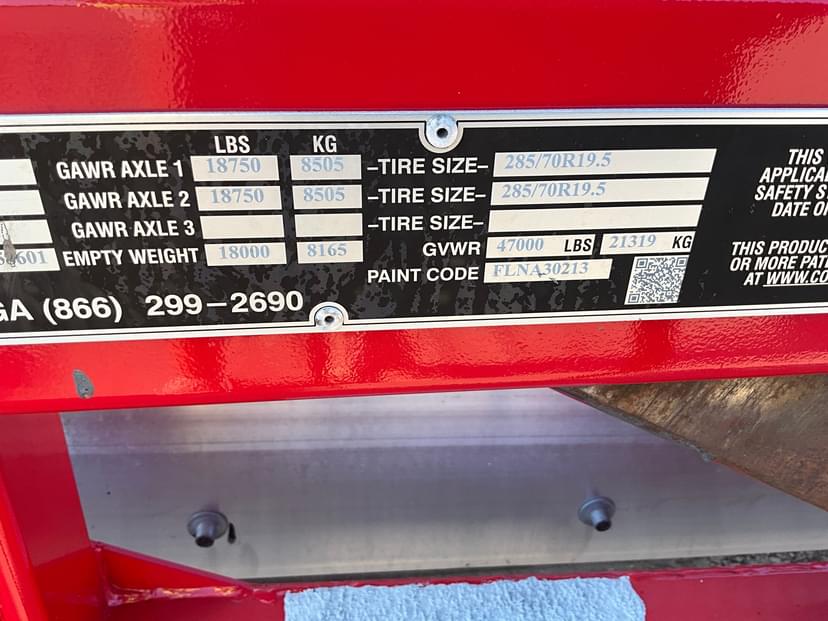 LBS KG
GAWR AXLE 1 18750 8505 -TIRE SIZE- 285/70R19.5
GAWR AXLE 2 18750 8505 -TIRE SIZE- 285/70R19.5
GAWR AXLE 3 -TIRE SIZE-
601 EMPTY WEIGHT 18000 8165 GVWR 47000 LBS 21319 KG
PAINT CODE FLNA30213
GA (866) 299-2690
THIS
APPLICA
SAFETY S
DATE O
THIS PRODUC
OR MORE PAT
AT WWW.CO